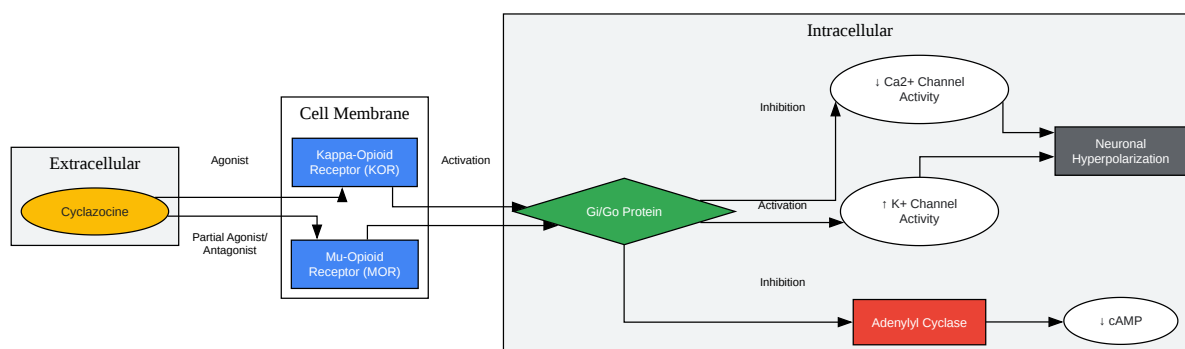 Extracellular
Cyclazocine
Agonist
Partial Agonist/
Antagonist
Cell Membrane
Kappa-Opioid
Receptor (KOR)
Mu-Opioid
Receptor (MOR)
Activation
Intracellular
Gi/Go Protein
Inhibition
↓ Ca2+ Channel
Activity
Activation
↑ K+ Channel
Activity
Neuronal
Hyperpolarization
Inhibition
Adenylyl Cyclase
↓ cAMP